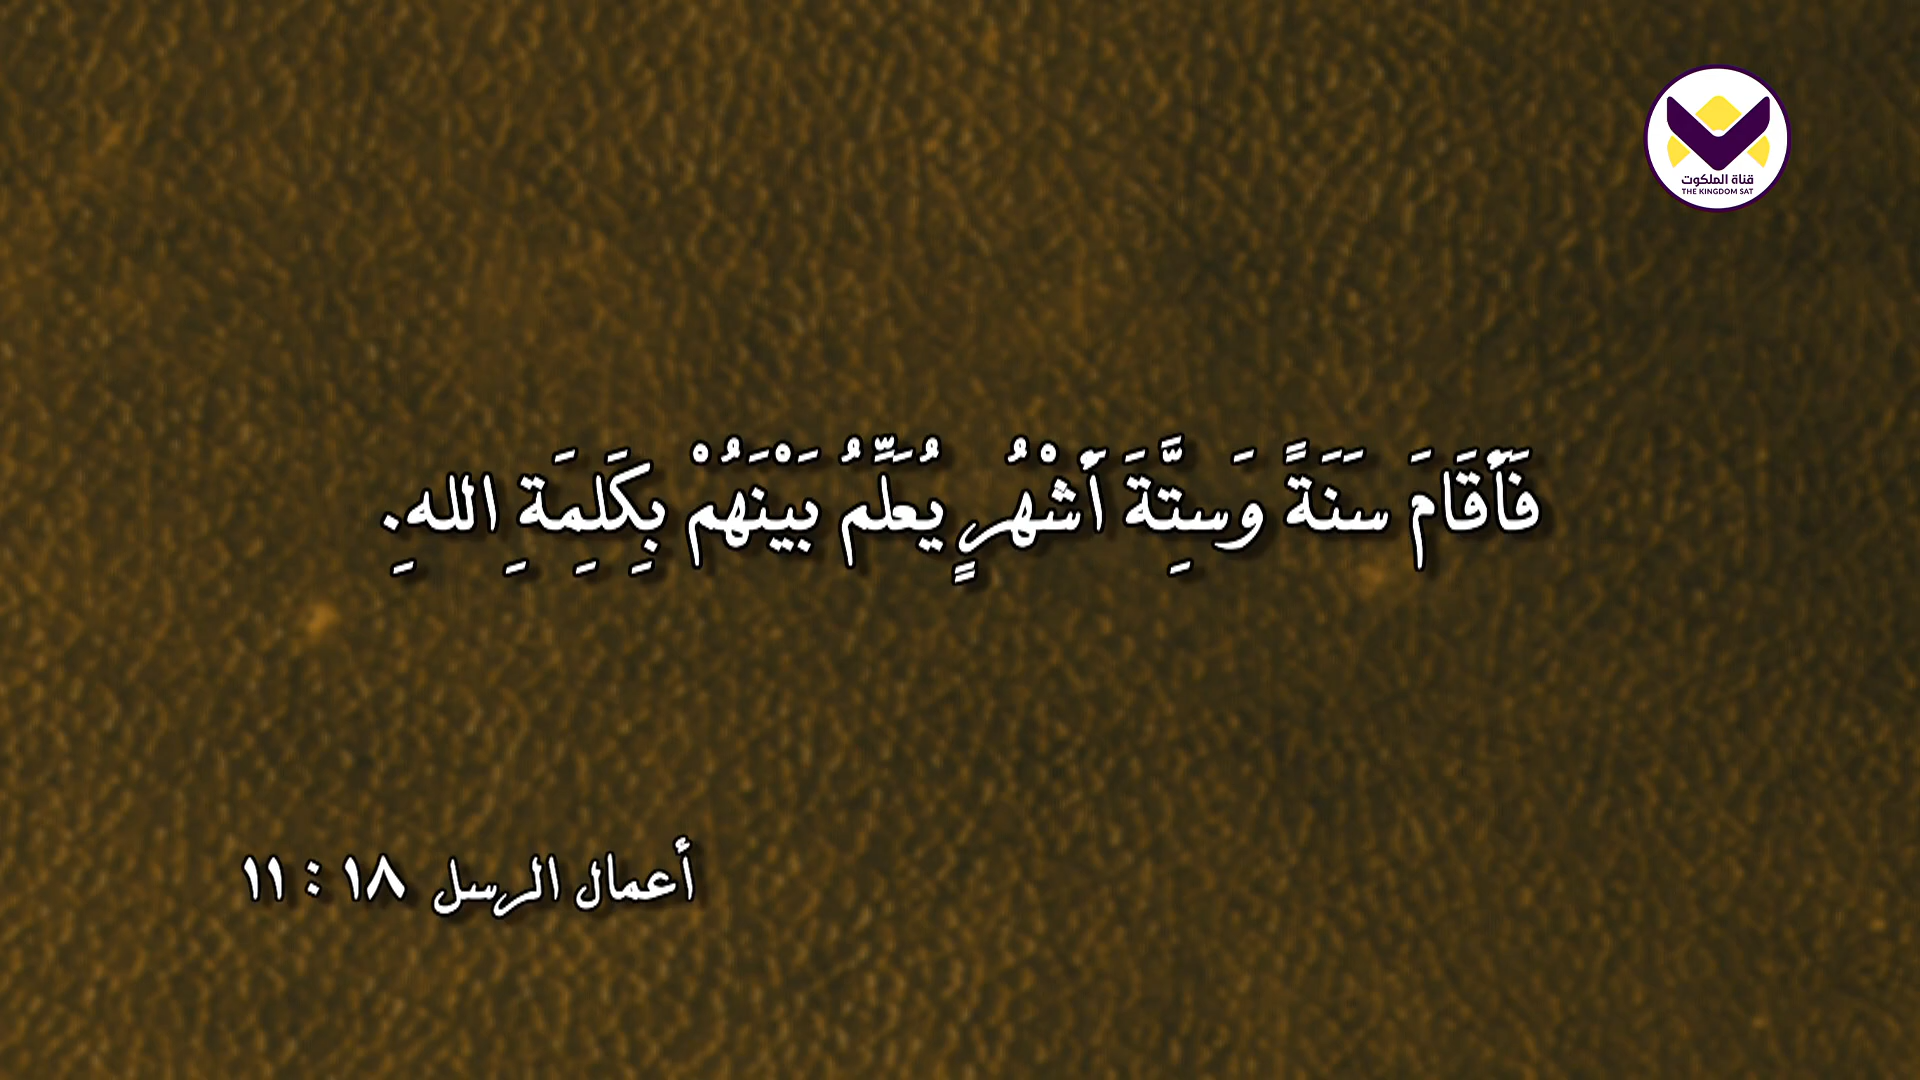 قناة الملكوت
THE KINGDOM SAT
فَأَقَامَ سَنَةً وَسِتَّةَ أَشْهُرٍ يُعَلِّمُ بَيْنَهُمْ بِكَلِمَةِ اللهِ.
أعمال الرسل ١٨ : ١١